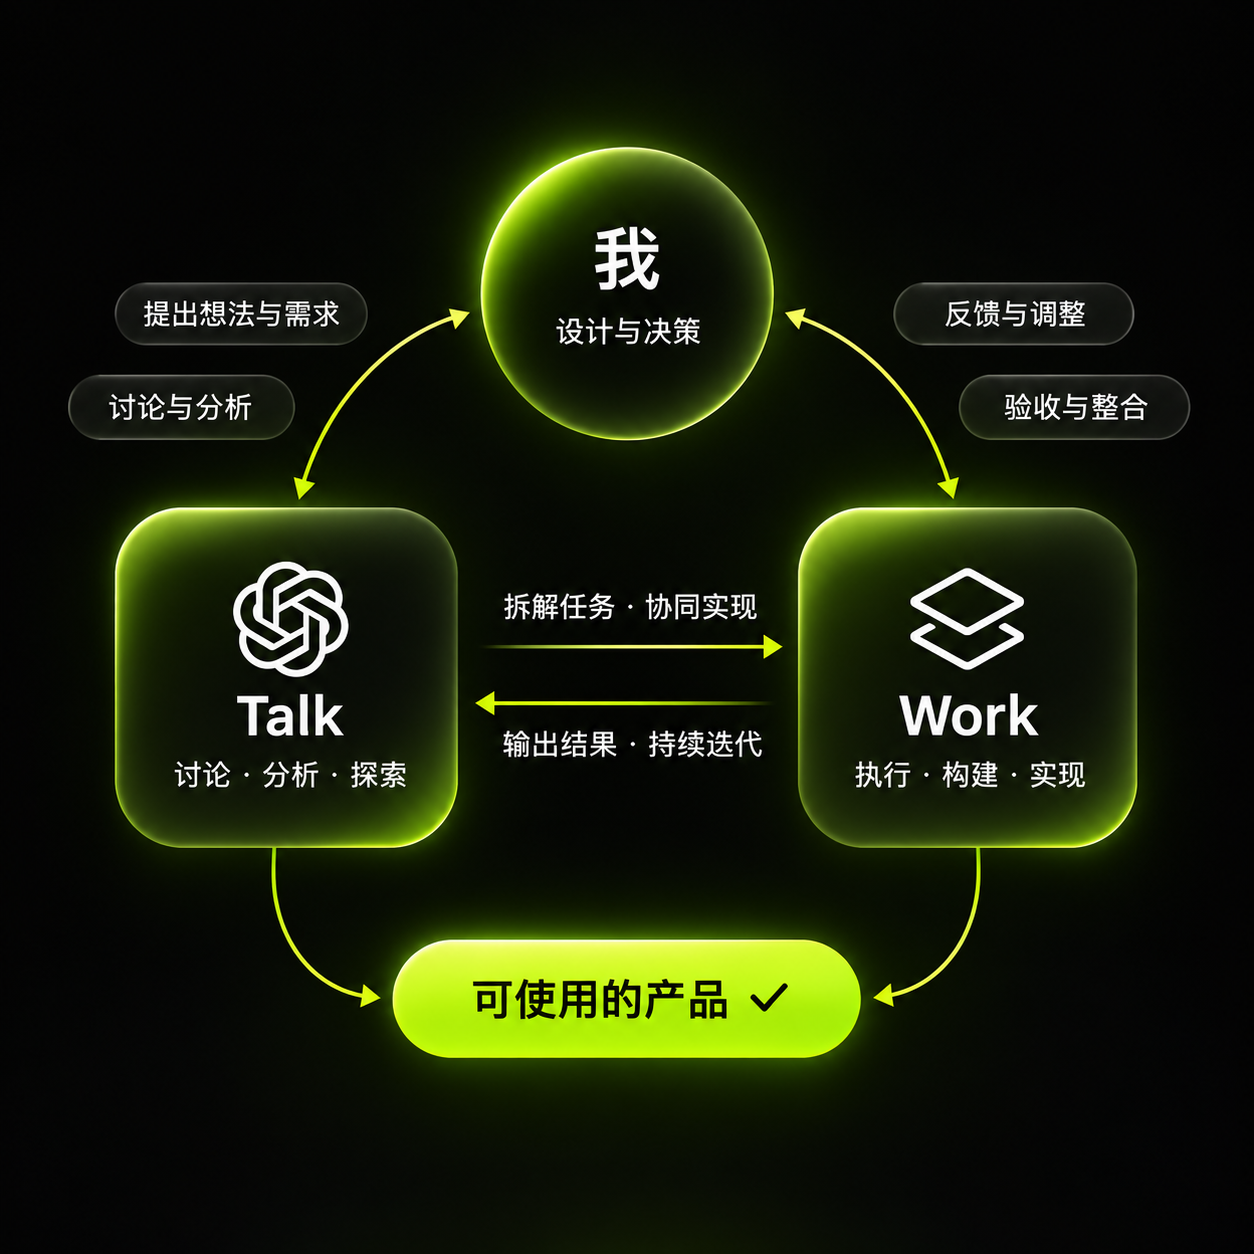 我
设计与决策
提出想法与需求
反馈与调整
讨论与分析
验收与整合
拆解任务 · 协同实现
Talk
讨论 · 分析 · 探索
Work
执行 · 构建 · 实现
输出结果 · 持续迭代
可使用的产品 ✓